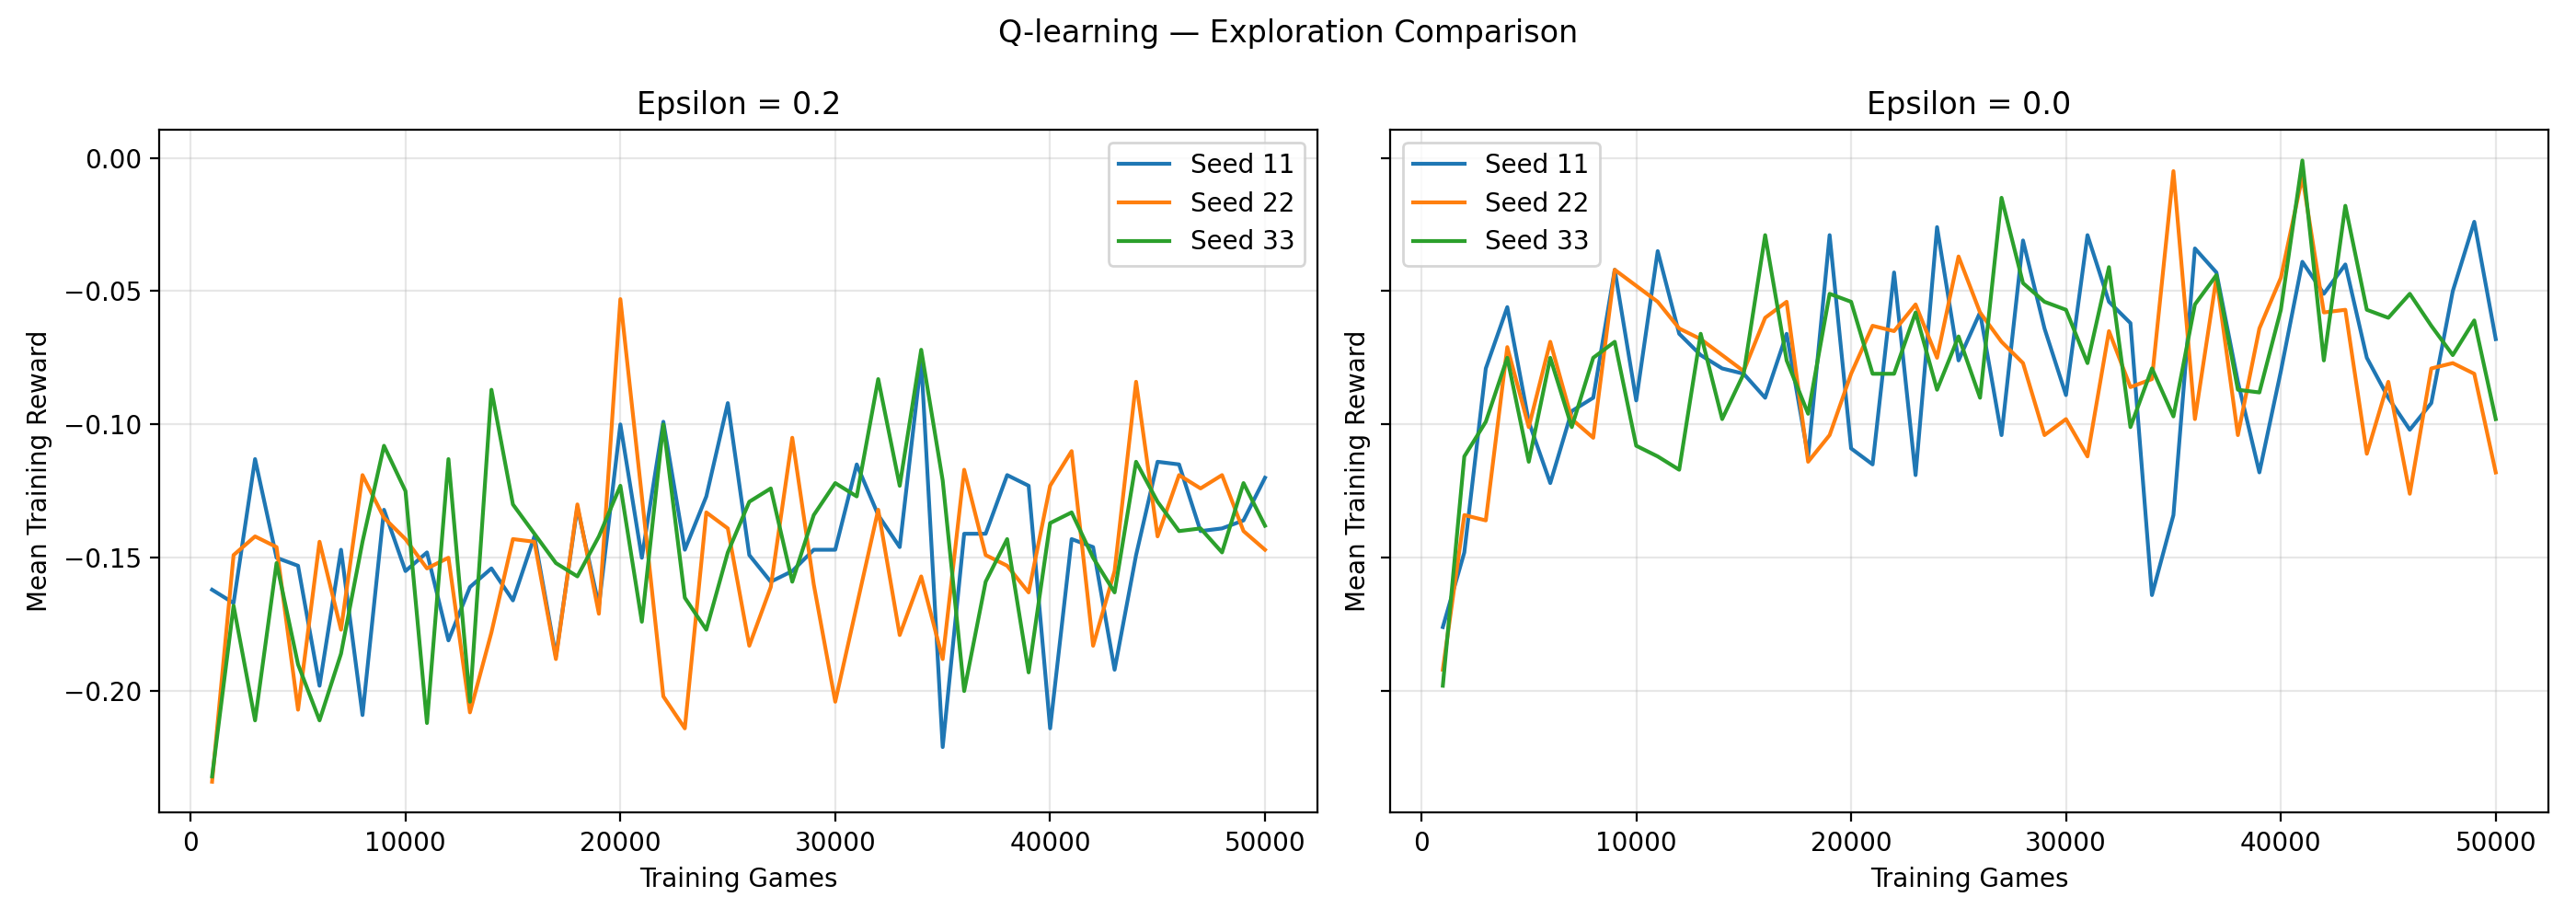 Q-learning — Exploration Comparison
Epsilon = 0.2
Mean Training Reward
0.00
−0.05
−0.10
−0.15
−0.20
Seed 11
Seed 22
Seed 33
0
10000
20000
30000
40000
50000
Training Games
Epsilon = 0.0
Mean Training Reward
Seed 11
Seed 22
Seed 33
0
10000
20000
30000
40000
50000
Training Games